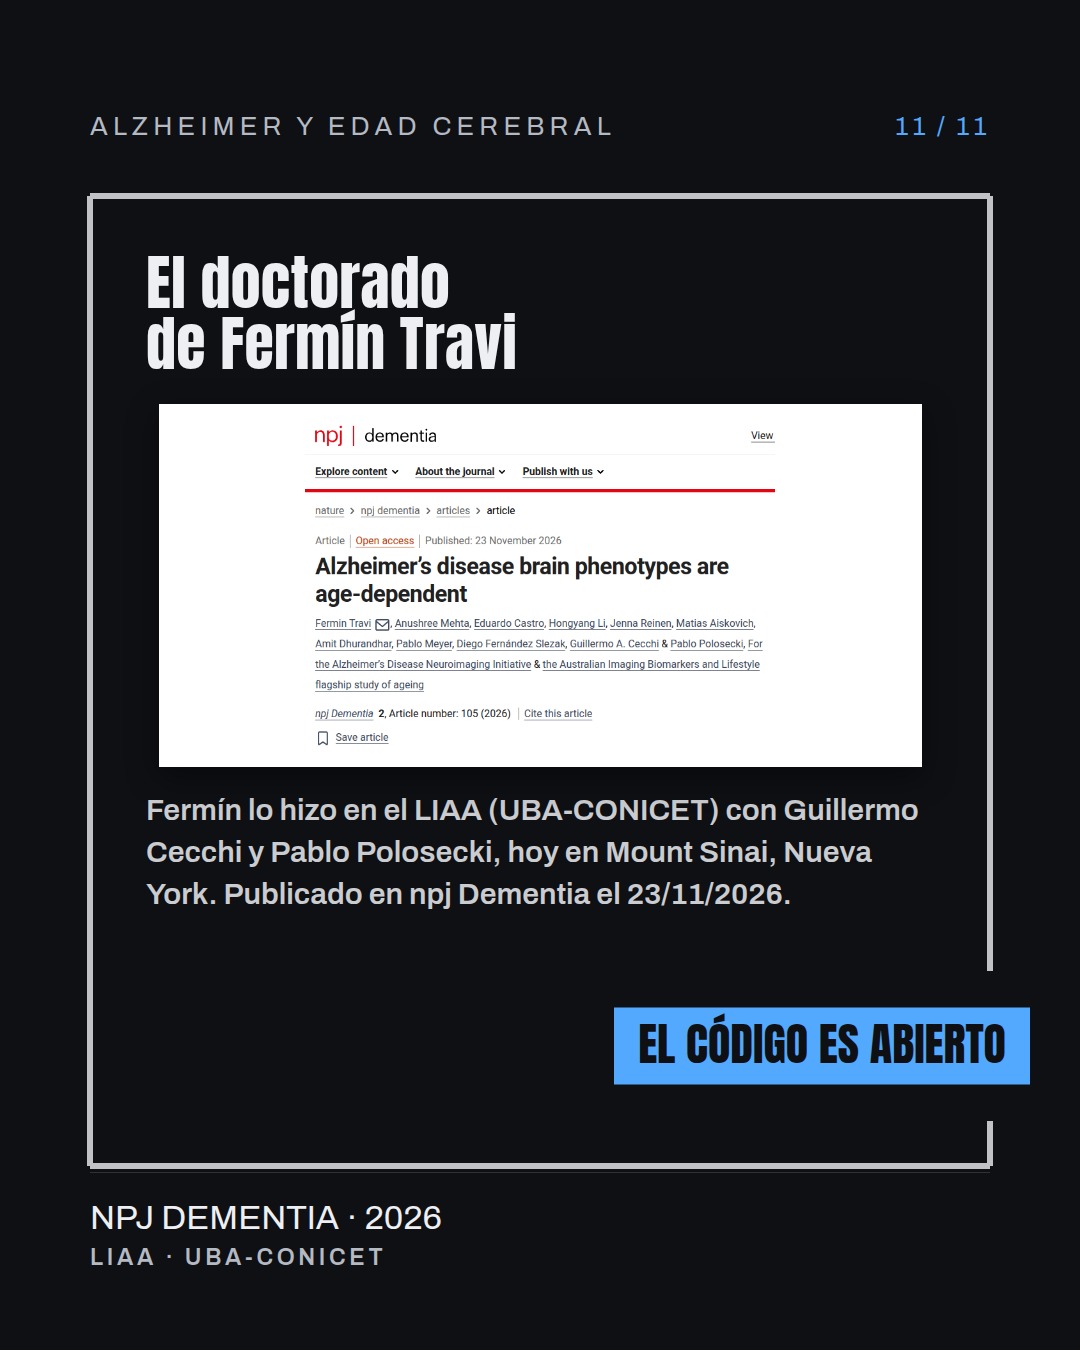 ALZHEIMER Y EDAD CEREBRAL
11 / 11
El doctorado
de Fermín Travi
npj | dementia
View
Explore content
About the journal
Publish with us
nature > npj dementia > articles > article
Article | Open access | Published: 23 November 2026
Alzheimer’s disease brain phenotypes are
age-dependent
Fermin Travi, Anushree Mehta, Eduardo Castro, Hongyang Li, Jenna Reinen, Matias Aiskovich,
Amit Dhurandhar, Pablo Meyer, Diego Fernández Slezak, Guillermo A. Cecchi & Pablo Polosecki, For
the Alzheimer’s Disease Neuroimaging Initiative & the Australian Imaging Biomarkers and Lifestyle
flagship study of ageing
npj Dementia 2, Article number: 105 (2026) | Cite this article
Save article
Fermín lo hizo en el LIAA (UBA-CONICET) con Guillermo
Cecchi y Pablo Polosecki, hoy en Mount Sinai, Nueva
York. Publicado en npj Dementia el 23/11/2026.
EL CÓDIGO ES ABIERTO
NPJ DEMENTIA · 2026
LIAA · UBA-CONICET